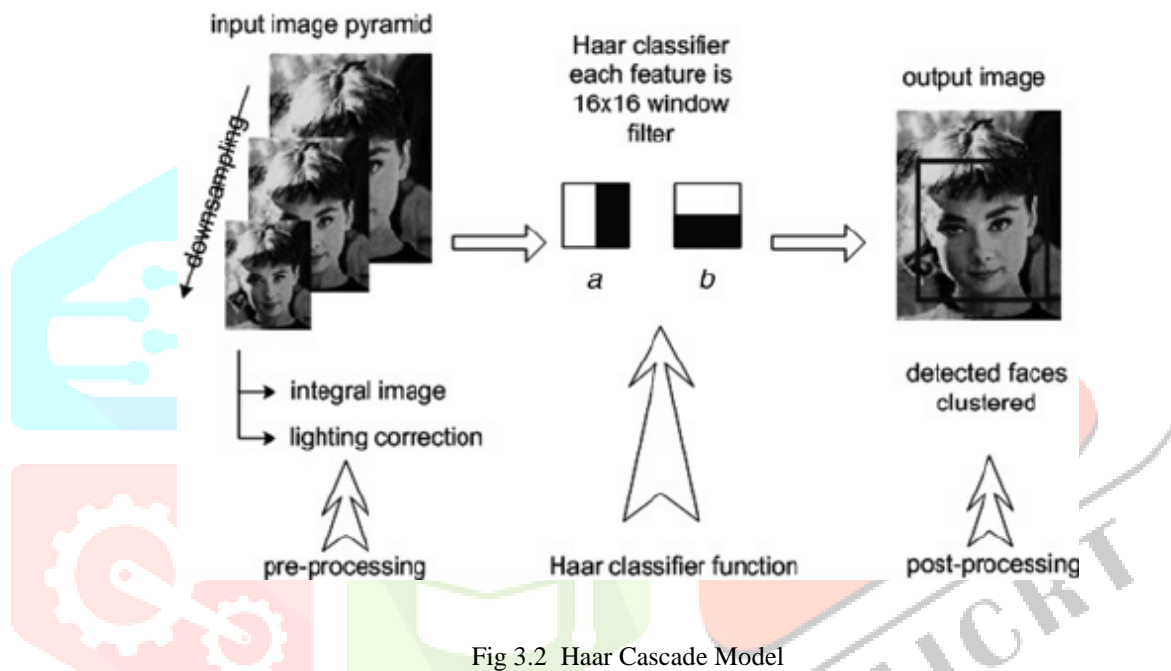 input image pyramid
downsampling
integral image
lighting correction
pre-processing
Haar classifier
each feature is
16x16 window
filter
a
b
Haar classifier function
output image
detected faces
clustered
post-processing
Fig 3.2 Haar Cascade Model